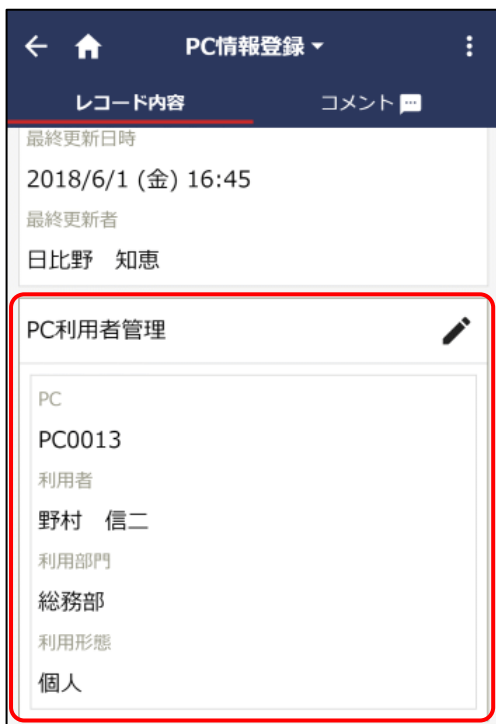 PC情報登録
レコード内容 コメント
最終更新日時
2018/6/1 (金) 16:45
最終更新者
日比野　知恵
PC利用者管理
PC
PC0013
利用者
野村　信二
利用部門
総務部
利用形態
個人